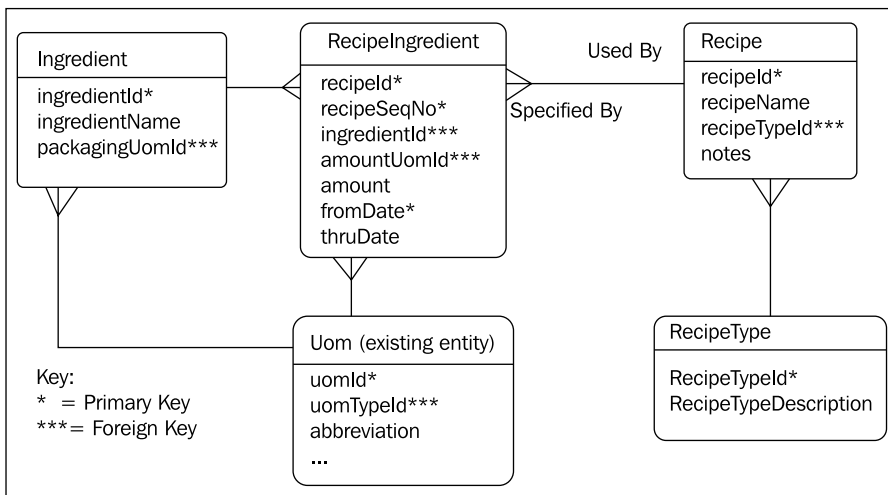 Ingredient
ingredientId*
ingredientName
packagingUomId***
RecipeIngredient
recipeId*
recipeSeqNo*
ingredientId***
amountUomId***
amount
fromDate*
thruDate
Used By
Specified By
Recipe
recipeId*
recipeName
recipeTypeId***
notes
Uom (existing entity)
uomId*
uomTypeId***
abbreviation
...
RecipeType
RecipeTypeId*
RecipeTypeDescription
Key:
* = Primary Key
***= Foreign Key